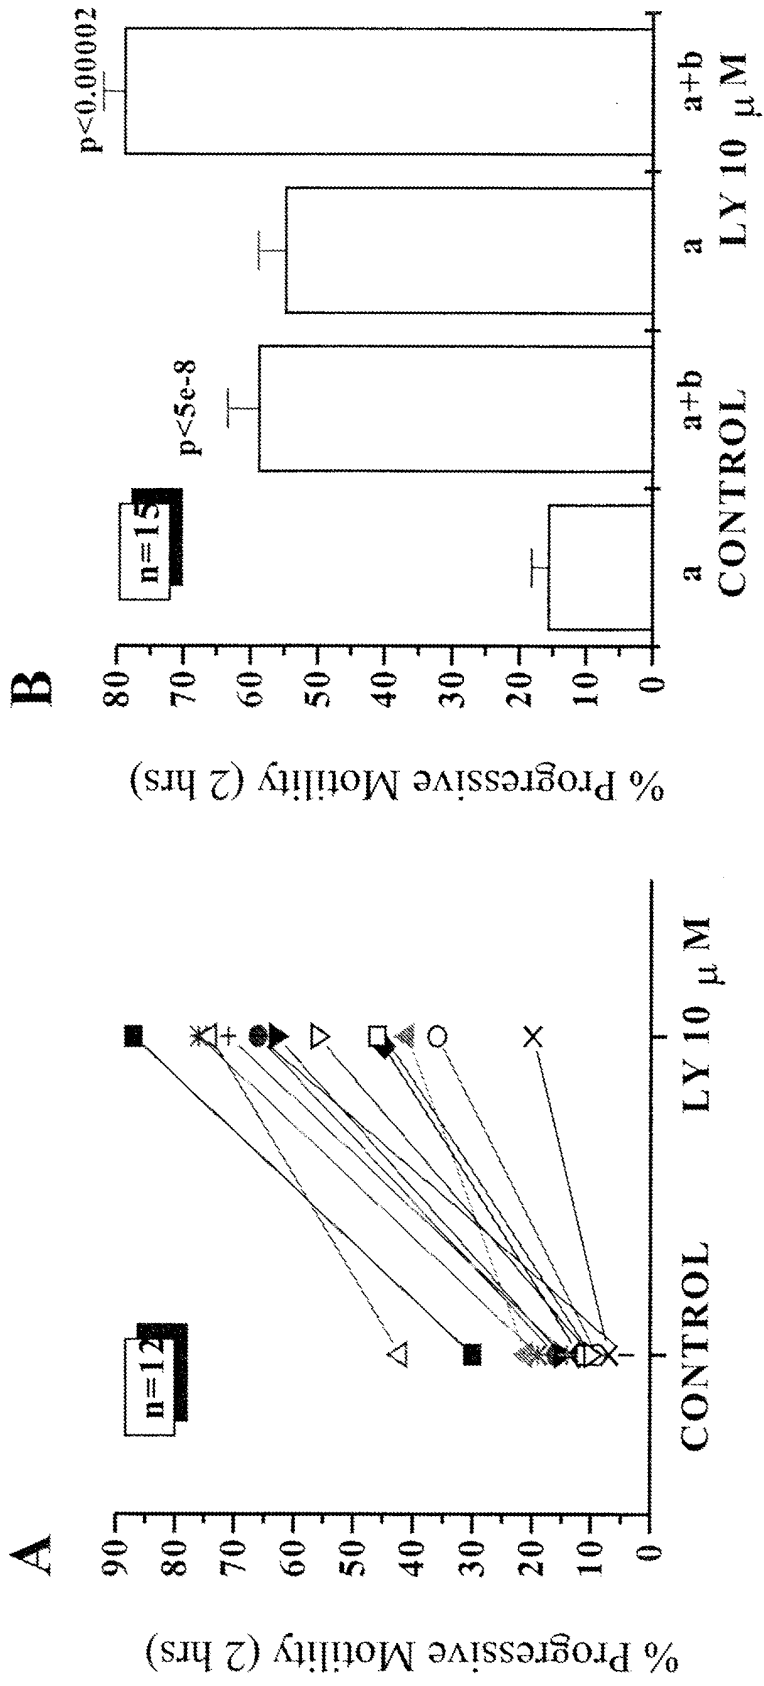 A
n=12
% Progressive Motility (2 hrs)
90
80
70
60
50
40
30
20
10
0
CONTROL LY 10 μM
B
n=15
p<5e-8
p<0.00002
% Progressive Motility (2 hrs)
80
70
60
50
40
30
20
10
0
a a+b a a+b
CONTROL LY 10 μM